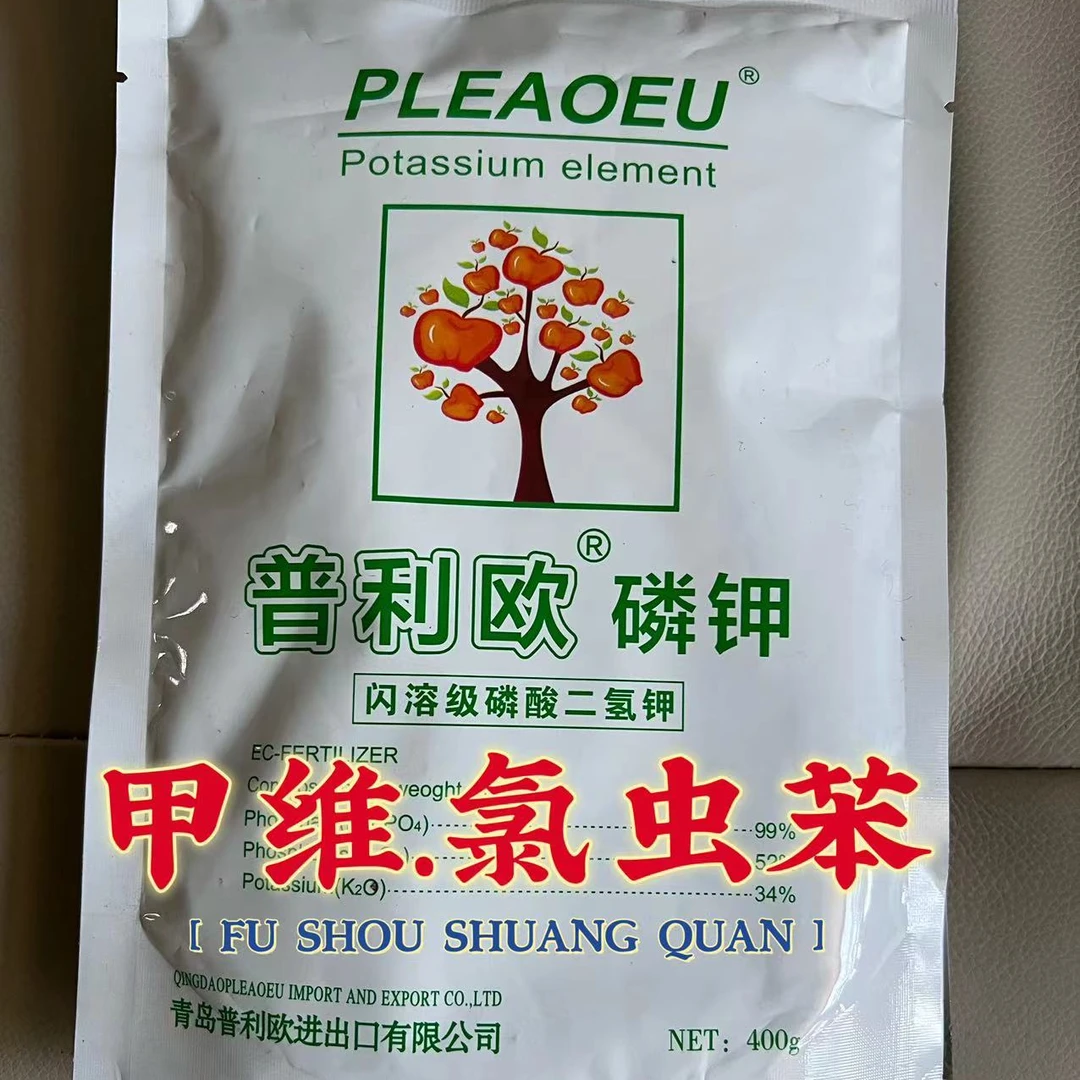 PLEAOEU®
Potassium element
普利欧® 磷钾
闪溶级磷酸二氢钾
EC-FERTILIZER
甲维.氯虫苯
99%
34%
Potassium(K₂O)
[ FU SHOU SHUANG QUAN ]
QINGDAOPLEAOEU IMPORT AND EXPORT CO.,LTD
青岛普利欧进出口有限公司
NET: 400g